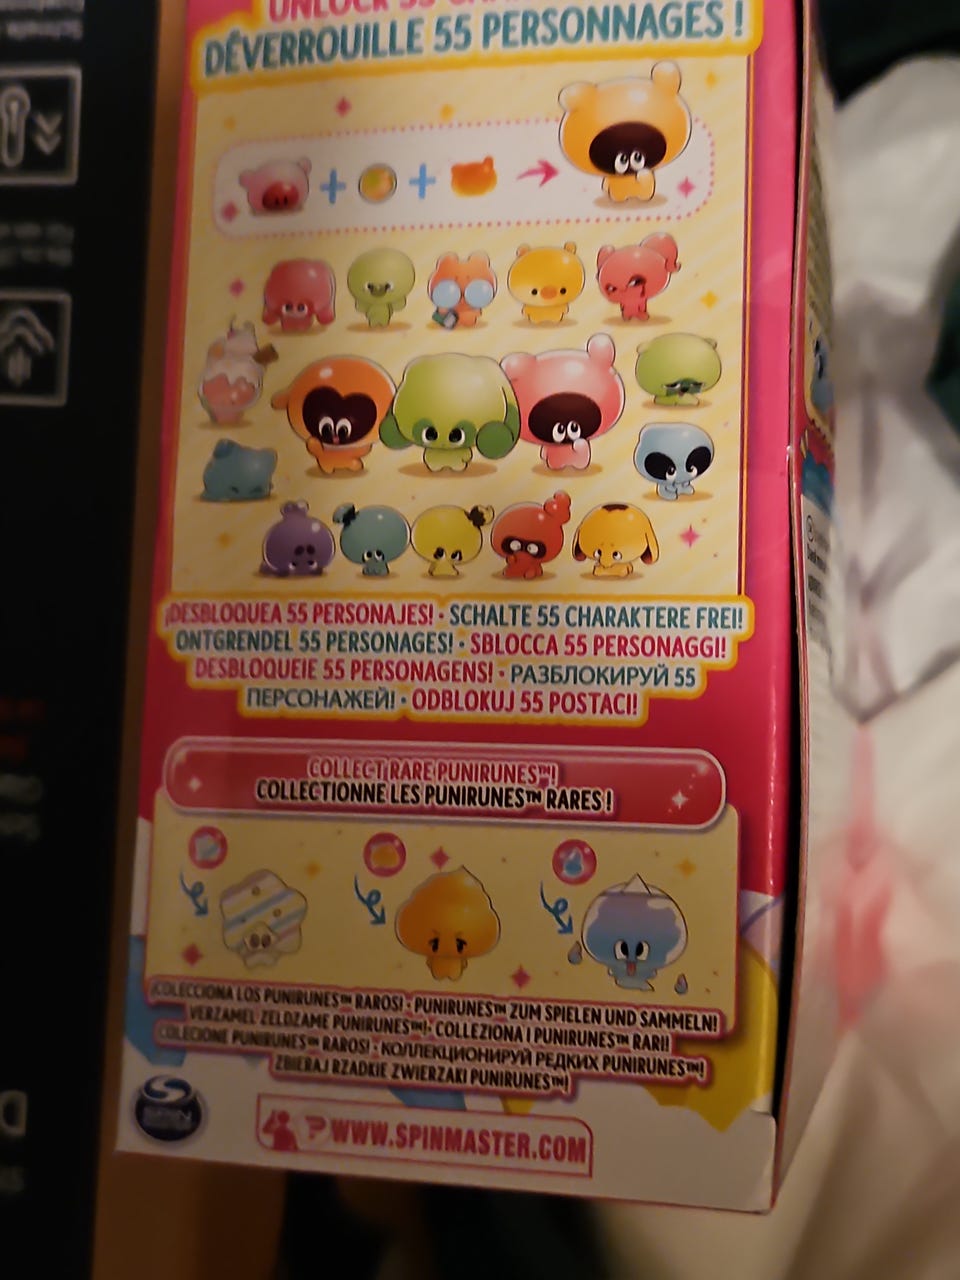 UNLOCK 55
DÉVERROUILLE 55 PERSONNAGES !
¡DESBLOQUEA 55 PERSONAJES! • SCHALTE 55 CHARAKTERE FREI!
ONTGRENDEL 55 PERSONAGES! • SBLOCCA 55 PERSONAGGI!
DESBLOQUEIE 55 PERSONAGENS! • РАЗБЛОКИРУЙ 55
ПЕРСОНАЖЕЙ! • ODBLOKUJ 55 POSTACI!
COLLECT RARE PUNIRUNES™!
COLLECTIONNE LES PUNIRUNES™ RARES !
¡COLECCIONA LOS PUNIRUNES™ RAROS! • PUNIRUNES™ ZUM SPIELEN UND SAMMELN!
VERZAMEL ZELDZAME PUNIRUNES™! • COLLEZIONA I PUNIRUNES™ RARI!
COLECIONE PUNIRUNES™ RAROS! • КОЛЛЕКЦИОНИРУЙ РЕДКИХ PUNIRUNES™!
ZBIERAJ RZADKIE ZWIERZAKI PUNIRUNES™!
SPIN MASTER
WWW.SPINMASTER.COM